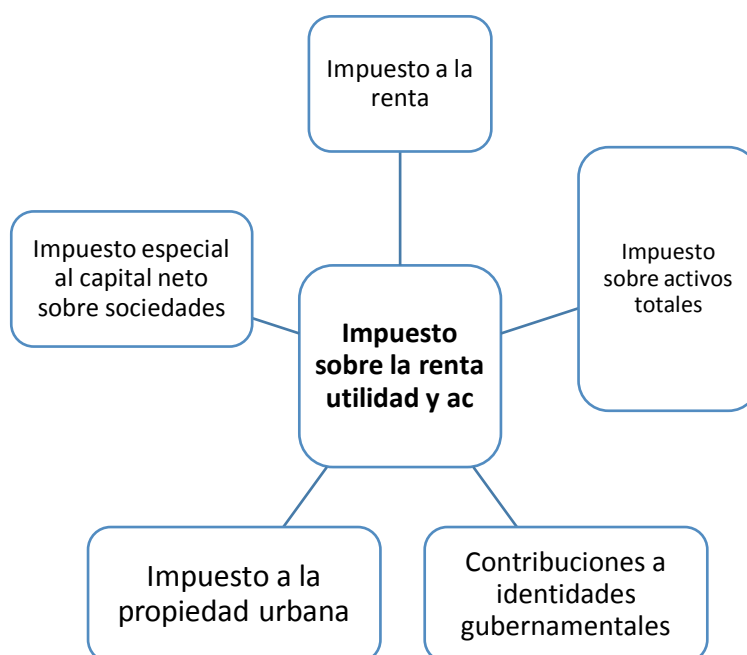 Impuesto a la
renta
Impuesto especial
al capital neto
sobre sociedades
Impuesto
sobre activos
totales
Impuesto
sobre la renta
utilidad y ac
Impuesto a la
propiedad urbana
Contribuciones a
identidades
gubernamentales